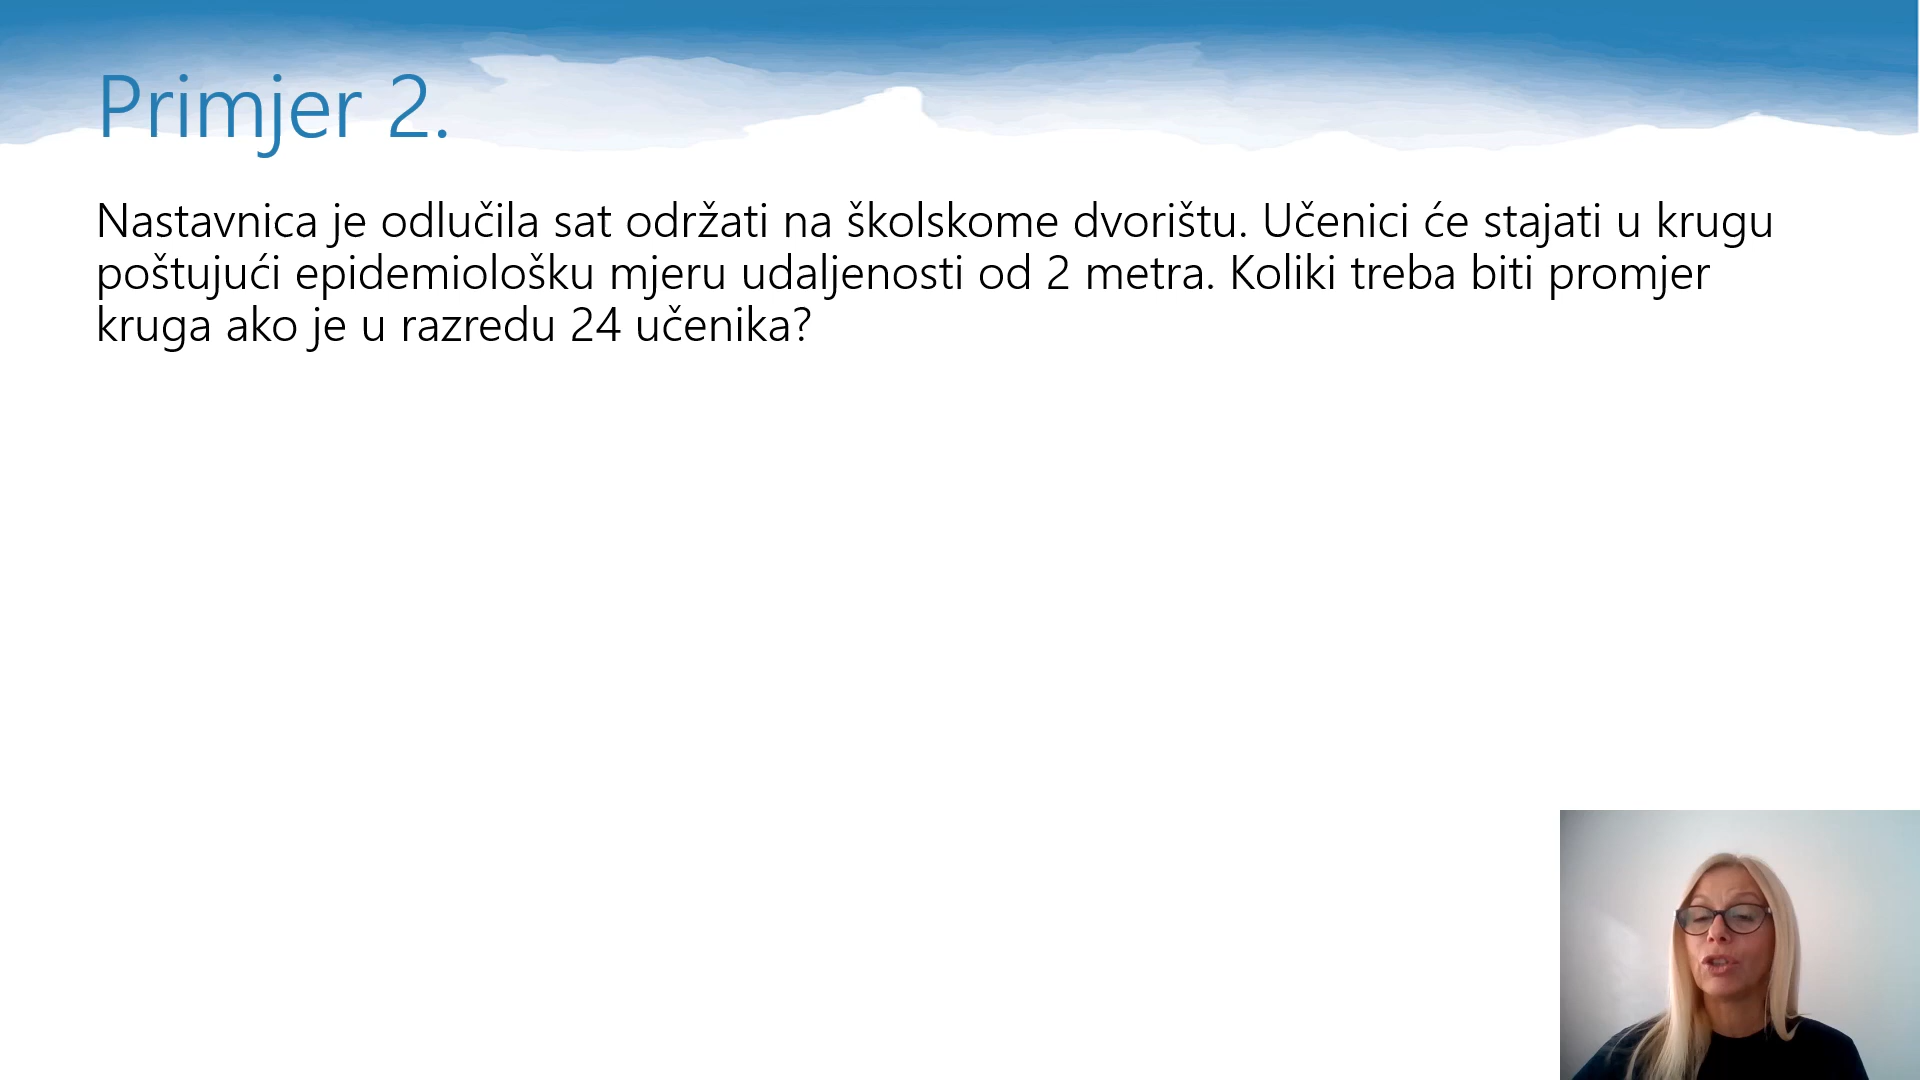 Primjer 2.
Nastavnica je odlučila sat održati na školskome dvorištu. Učenici će stajati u krugu
poštujući epidemiološku mjeru udaljenosti od 2 metra. Koliki treba biti promjer
kruga ako je u razredu 24 učenika?